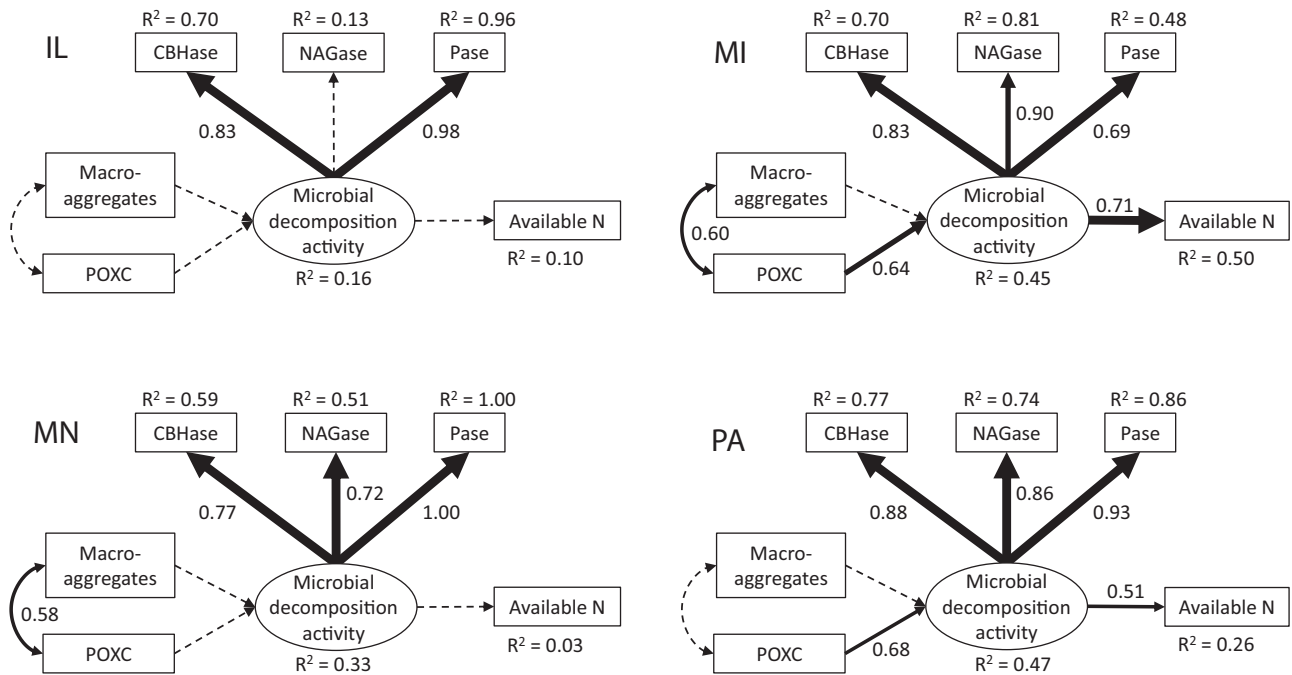 IL
R² = 0.70
R² = 0.13
R² = 0.96
CBHase
NAGase
Pase
0.83
0.98
Macro-
aggregates
Microbial
decomposition
activity
Available N
R² = 0.10
POXC
R² = 0.16
MI
R² = 0.70
R² = 0.81
R² = 0.48
CBHase
NAGase
Pase
0.83
0.90
0.69
Macro-
aggregates
Microbial
decomposition
activity
0.71
Available N
0.60
R² = 0.50
POXC
0.64
R² = 0.45
MN
R² = 0.59
R² = 0.51
R² = 1.00
CBHase
NAGase
Pase
0.77
0.72
1.00
Macro-
aggregates
Microbial
decomposition
activity
Available N
0.58
R² = 0.03
POXC
R² = 0.33
PA
R² = 0.77
R² = 0.74
R² = 0.86
CBHase
NAGase
Pase
0.88
0.86
0.93
Macro-
aggregates
Microbial
decomposition
activity
0.51
Available N
R² = 0.26
POXC
0.68
R² = 0.47